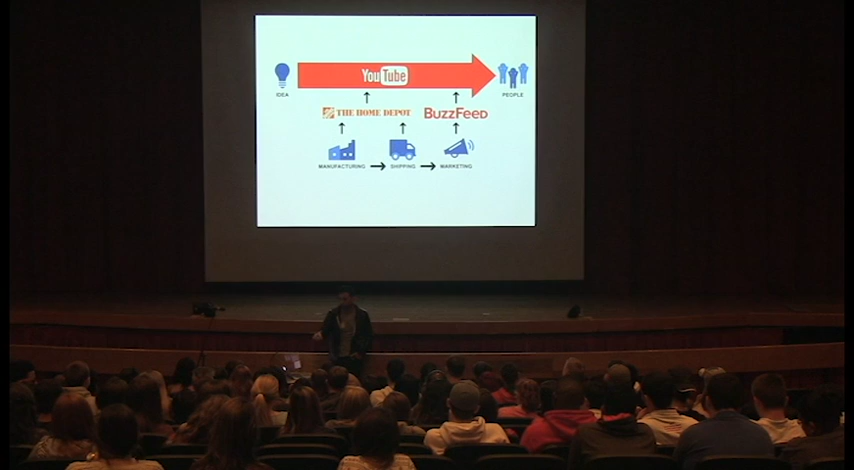 YouTube
IDEA
PEOPLE
THE HOME DEPOT
BUZZFEED
MANUFACTURING
SHIPPING
MARKETING